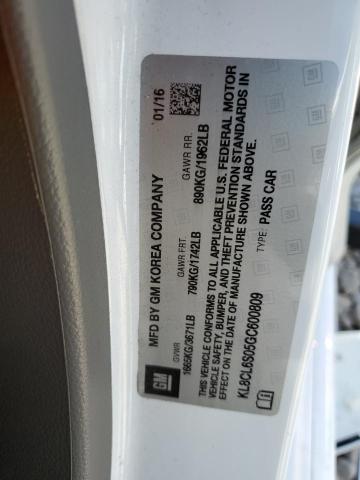 MFD BY GM KOREA COMPANY 01/16
GVWR GAWR FRT. GAWR RR.
1665KG/3671LB 790KG/1742LB 890KG/1962LB
THIS VEHICLE CONFORMS TO ALL APPLICABLE U.S. FEDERAL MOTOR
VEHICLE SAFETY, BUMPER, AND THEFT PREVENTION STANDARDS IN
EFFECT ON THE DATE OF MANUFACTURE SHOWN ABOVE.
KL8CL6S05GC600809 TYPE: PASS CAR
GM